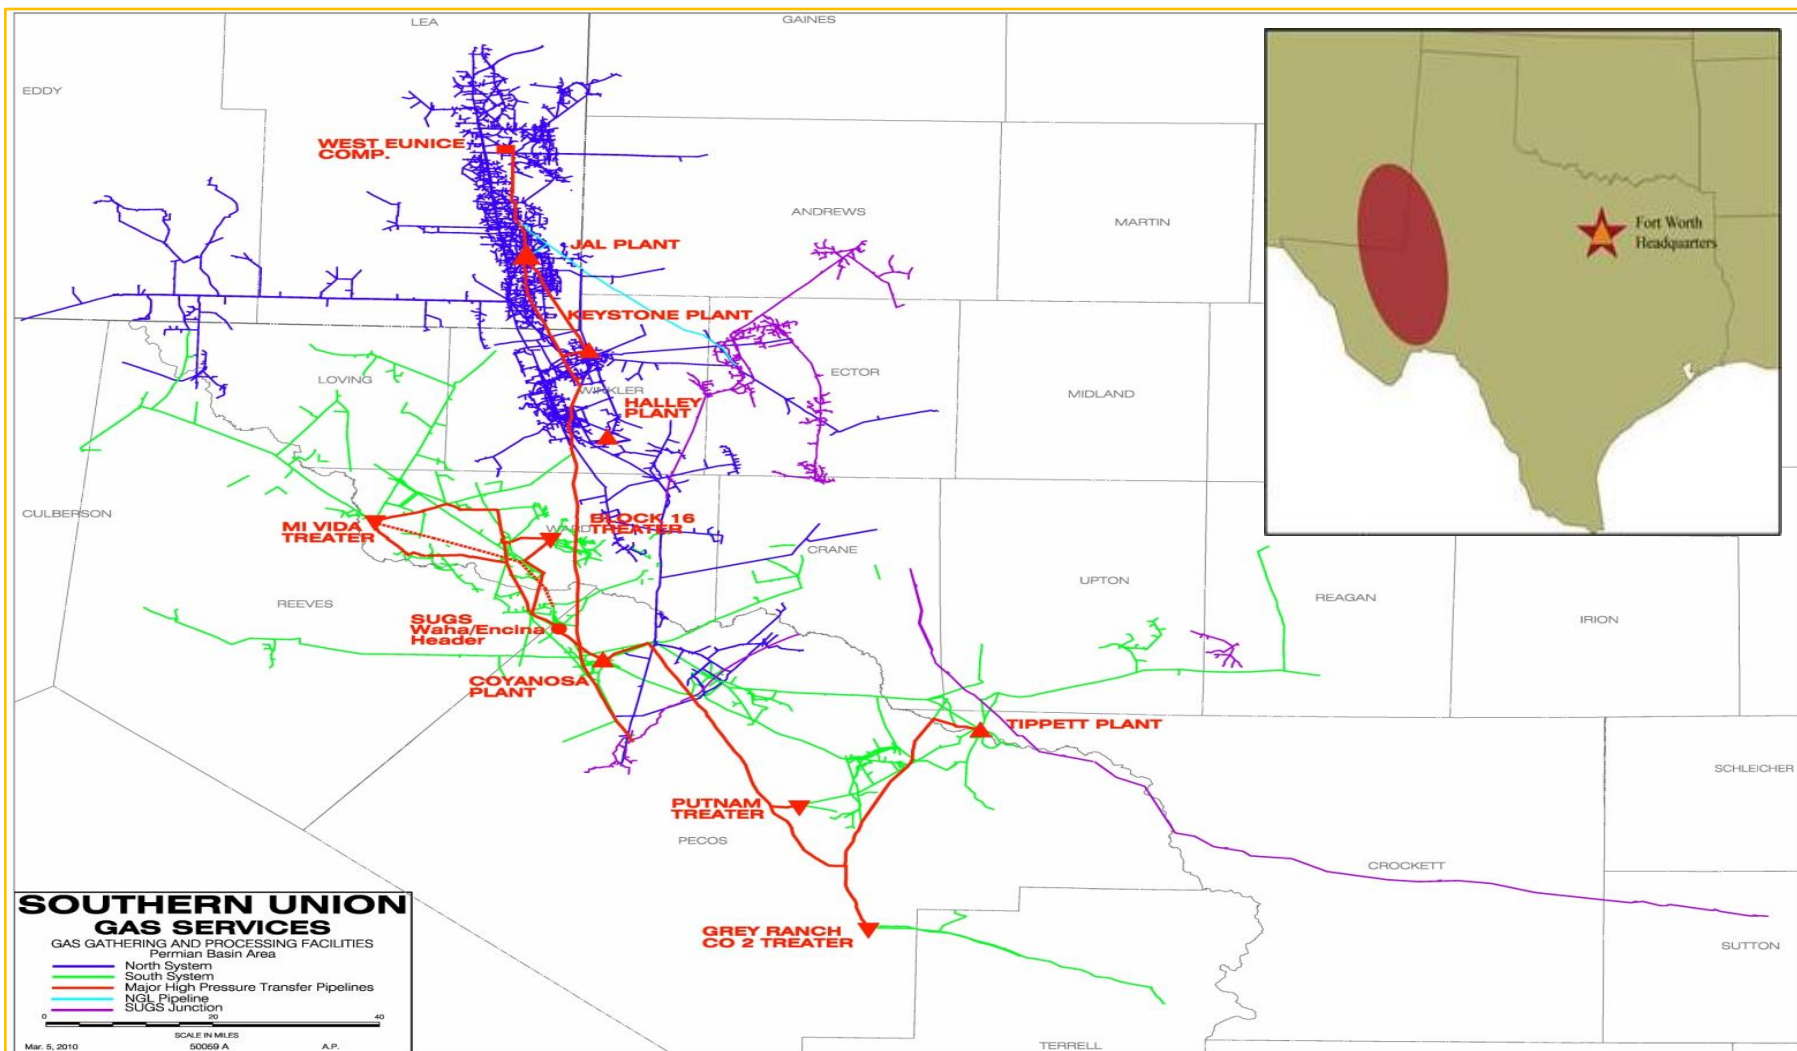 LEA
GAINES
EDDY
WEST EUNICE
COMP.
ANDREWS
MARTIN
Fort Worth
Headquarters
JAL PLANT
KEYSTONE PLANT
LOVING
WINKLER
ECTOR
MIDLAND
HALLEY
PLANT
CULBERSON
MI VIDA
TREATER
WARD
BLOCK 16
TREATER
CRANE
UPTON
REAGAN
IRION
REEVES
SUGS
Waha/Encina
Header
COYANOSA
PLANT
TIPPETT PLANT
SCHLEICHER
PUTNAM
TREATER
PECOS
CROCKETT
GREY RANCH
CO 2 TREATER
SUTTON
TERRELL
SOUTHERN UNION
GAS SERVICES
GAS GATHERING AND PROCESSING FACILITIES
Permian Basin Area
North System
South System
Major High Pressure Transfer Pipelines
NGL Pipeline
SUGS Junction
0 20 40
SCALE IN MILES
Mar. 5, 2010 50059 A A.P.